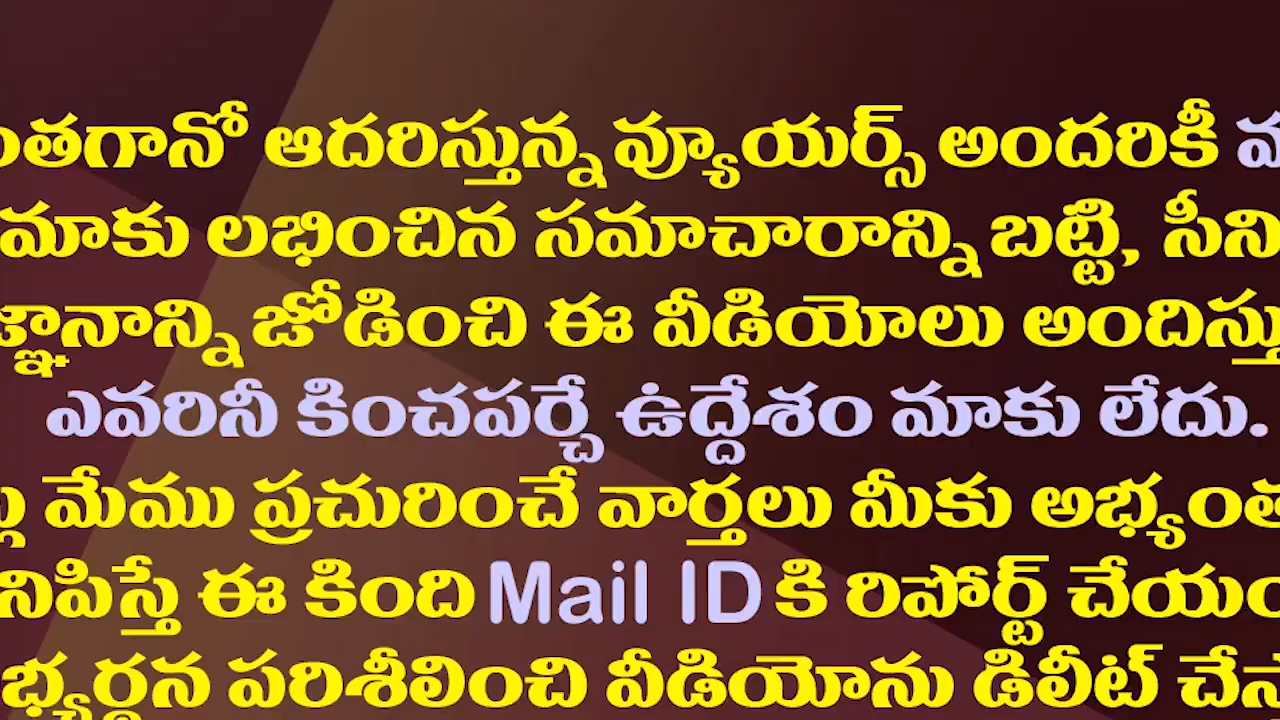 ఆదరిస్తున్న వ్యూయర్స్ అందరికీ
మాకు లభించిన సమాచారాన్ని బట్టి,
జోడించి ఈ వీడియోలు
ఎవరినీ కించపర్చే ఉద్దేశం మాకు లేదు.
మేము ప్రచురించే వార్తలు మీకు
ఈ కింది Mail ID కి రిపోర్ట్
పరిశీలించి వీడియోను డిలీట్